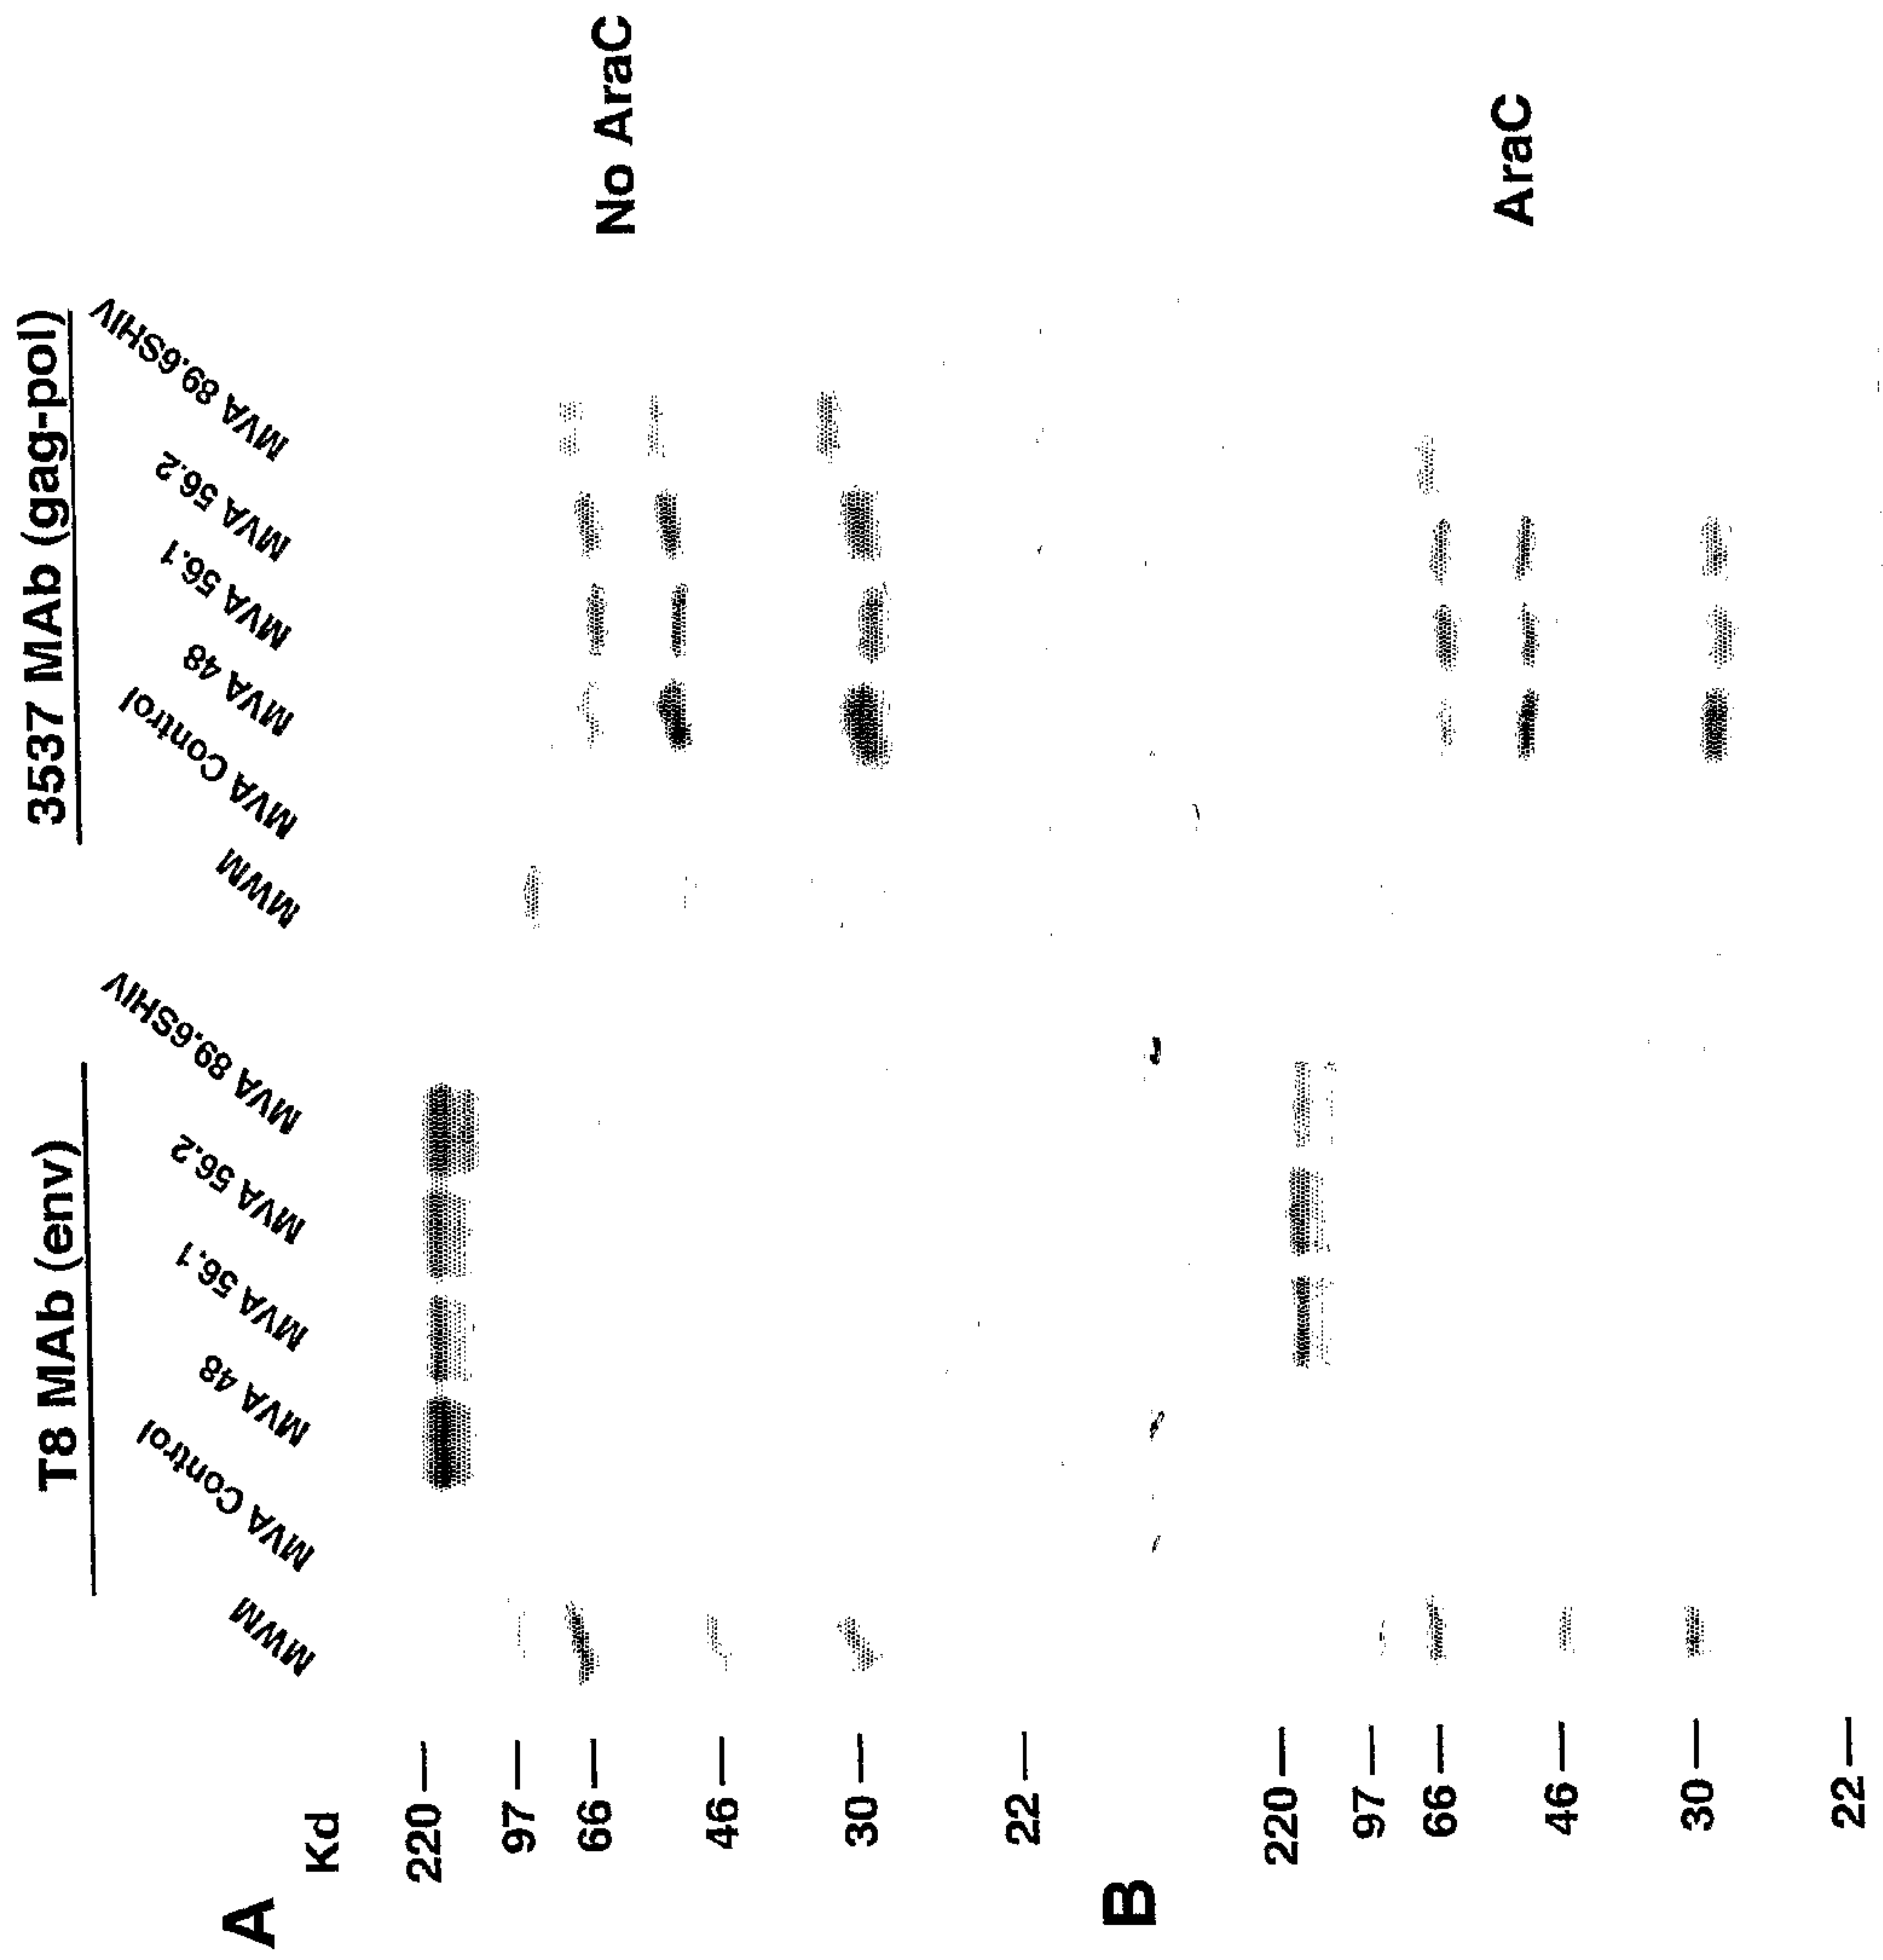 T8 MAb (env)
3537 MAb (gag-pol)
MWM
MVA Control
MVA 48
MVA 56.1
MVA 56.2
MVA 89.6SHIV
MWM
MVA Control
MVA 48
MVA 56.1
MVA 56.2
MVA 89.6SHIV
A
Kd
220
97
66
46
30
22
No AraC
B
220
97
66
46
30
22
AraC